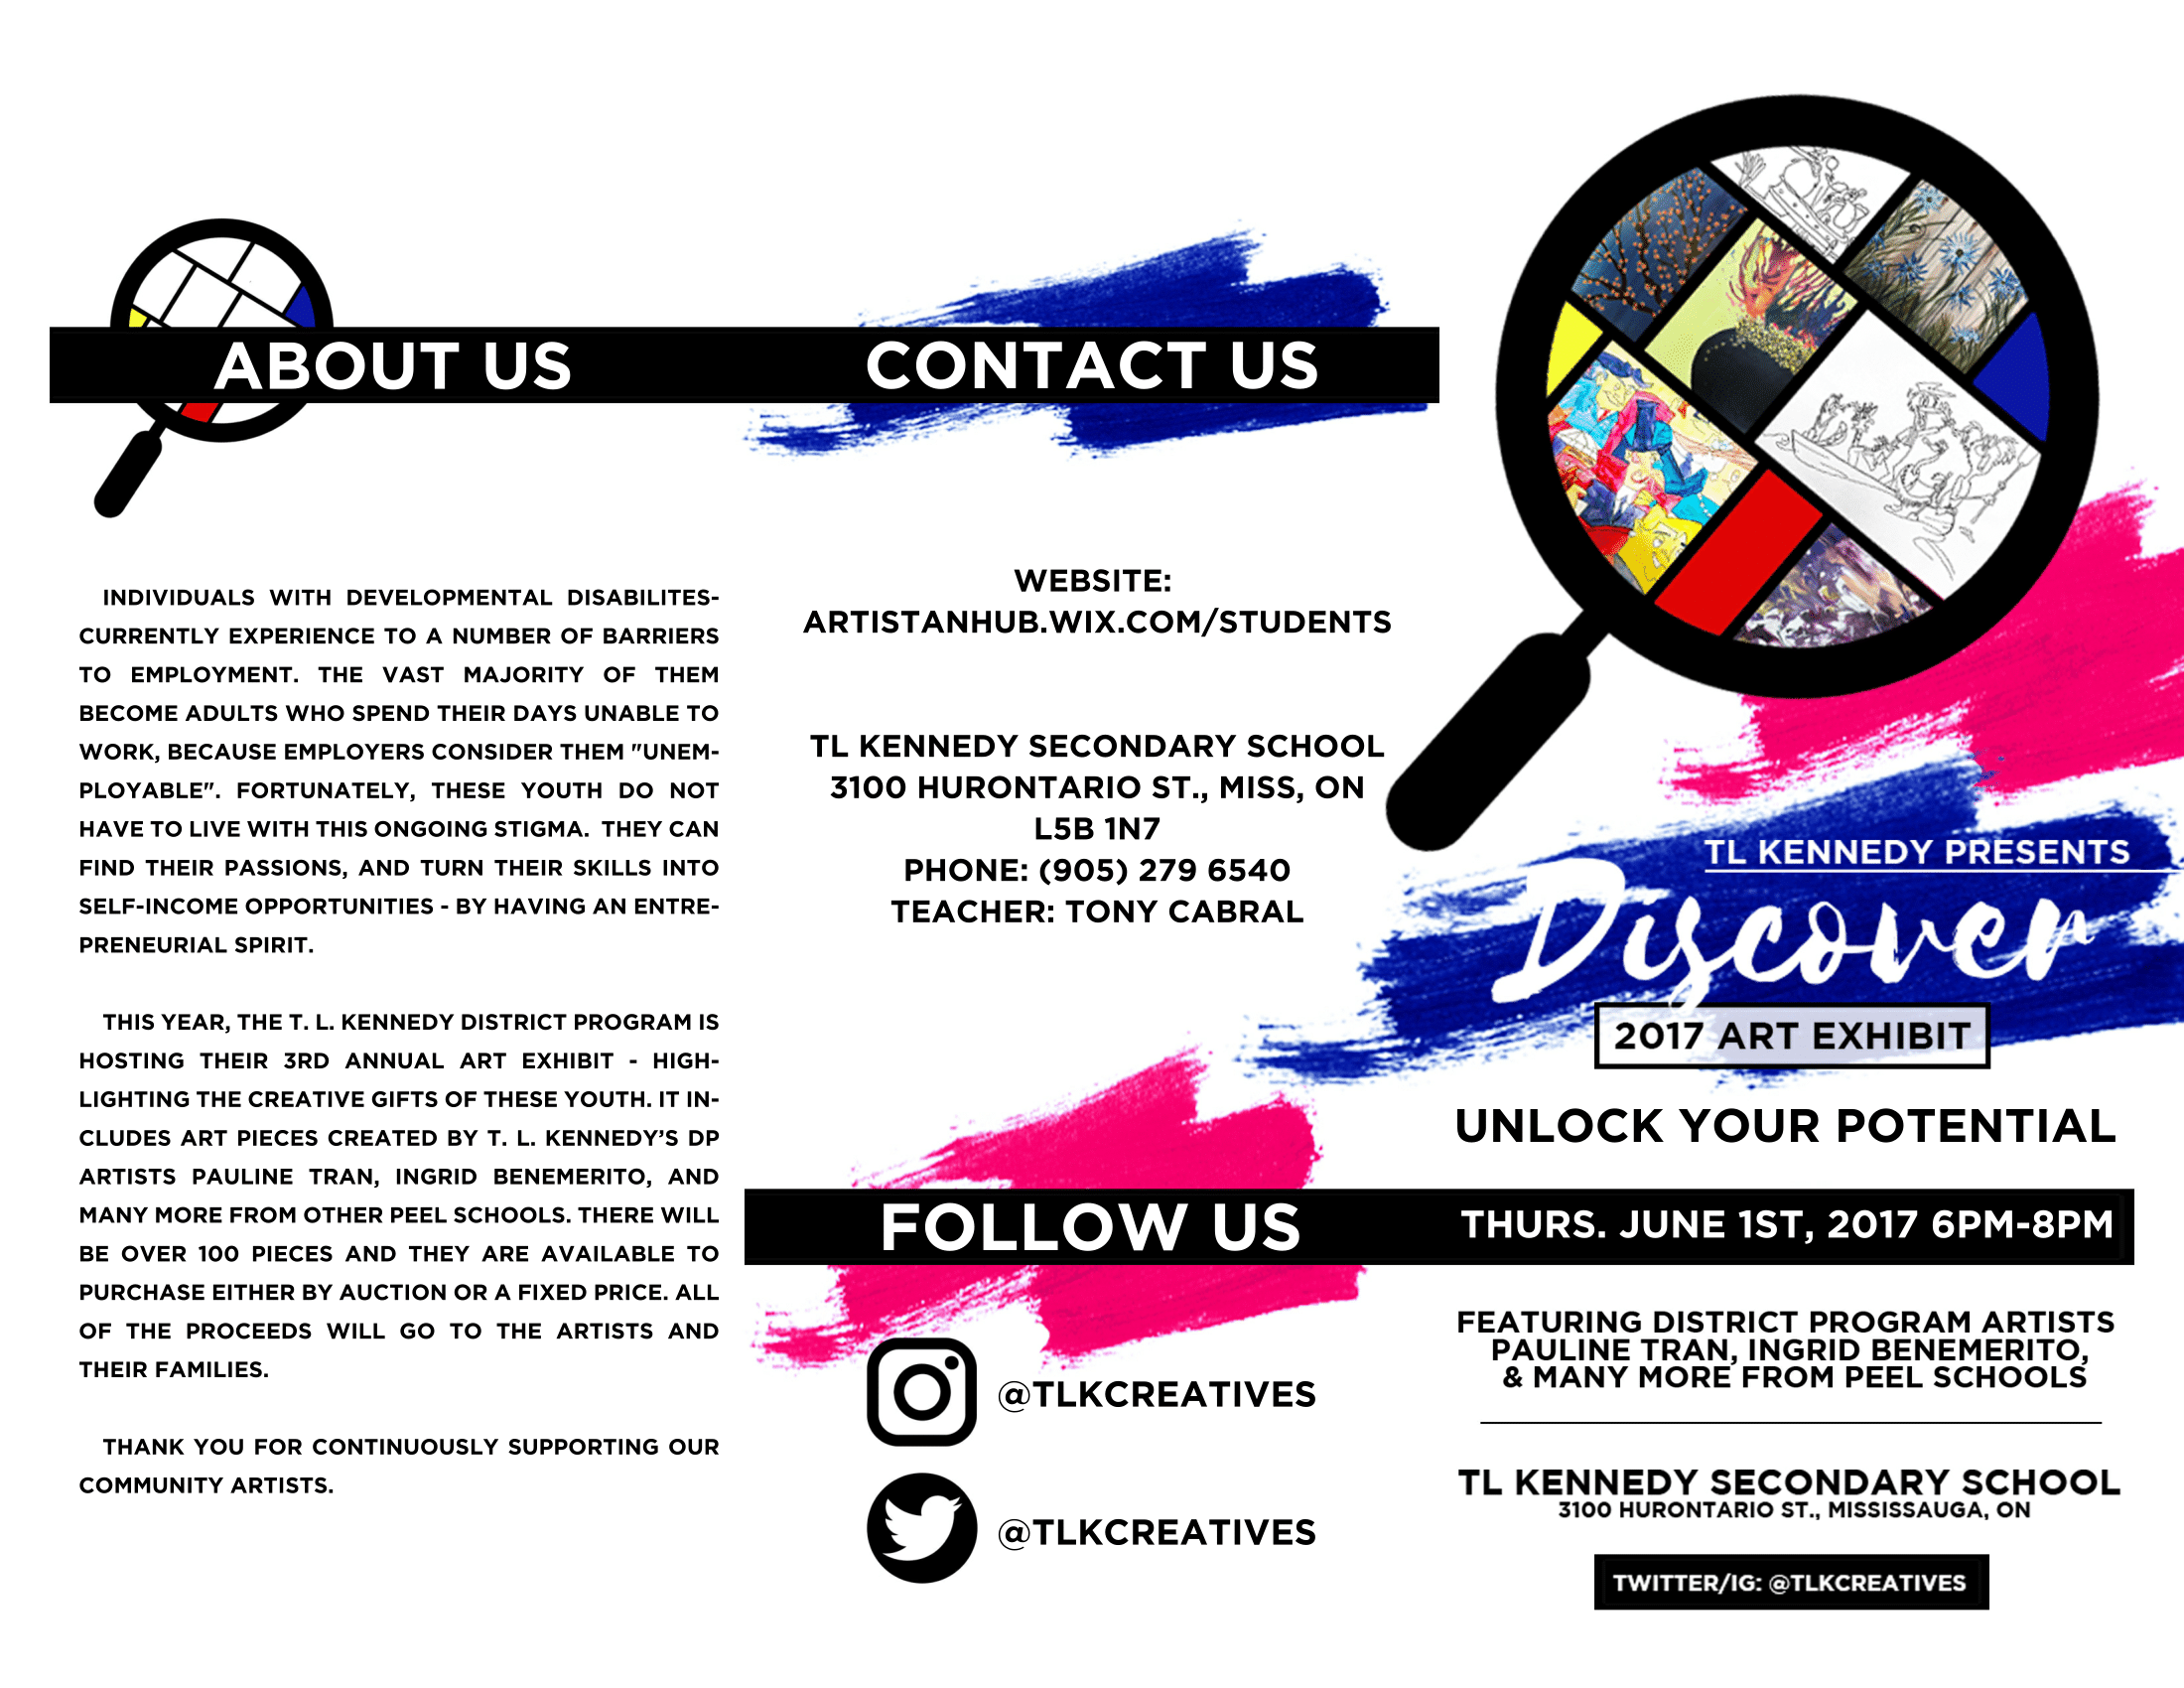 ABOUT US
INDIVIDUALS WITH DEVELOPMENTAL DISABILITES-
CURRENTLY EXPERIENCE TO A NUMBER OF BARRIERS
TO EMPLOYMENT. THE VAST MAJORITY OF THEM
BECOME ADULTS WHO SPEND THEIR DAYS UNABLE TO
WORK, BECAUSE EMPLOYERS CONSIDER THEM "UNEM-
PLOYABLE". FORTUNATELY, THESE YOUTH DO NOT
HAVE TO LIVE WITH THIS ONGOING STIGMA. THEY CAN
FIND THEIR PASSIONS, AND TURN THEIR SKILLS INTO
SELF-INCOME OPPORTUNITIES - BY HAVING AN ENTRE-
PRENEURIAL SPIRIT.
THIS YEAR, THE T. L. KENNEDY DISTRICT PROGRAM IS
HOSTING THEIR 3RD ANNUAL ART EXHIBIT - HIGH-
LIGHTING THE CREATIVE GIFTS OF THESE YOUTH. IT IN-
CLUDES ART PIECES CREATED BY T. L. KENNEDY’S DP
ARTISTS PAULINE TRAN, INGRID BENEMERITO, AND
MANY MORE FROM OTHER PEEL SCHOOLS. THERE WILL
BE OVER 100 PIECES AND THEY ARE AVAILABLE TO
PURCHASE EITHER BY AUCTION OR A FIXED PRICE. ALL
OF THE PROCEEDS WILL GO TO THE ARTISTS AND
THEIR FAMILIES.
THANK YOU FOR CONTINUOUSLY SUPPORTING OUR
COMMUNITY ARTISTS.
CONTACT US
WEBSITE:
ARTISTANHUB.WIX.COM/STUDENTS
TL KENNEDY SECONDARY SCHOOL
3100 HURONTARIO ST., MISS, ON
L5B 1N7
PHONE: (905) 279 6540
TEACHER: TONY CABRAL
FOLLOW US
@TLKCREATIVES
@TLKCREATIVES
TL KENNEDY PRESENTS
Discover
2017 ART EXHIBIT
UNLOCK YOUR POTENTIAL
THURS. JUNE 1ST, 2017 6PM-8PM
FEATURING DISTRICT PROGRAM ARTISTS
PAULINE TRAN, INGRID BENEMERITO,
& MANY MORE FROM PEEL SCHOOLS
TL KENNEDY SECONDARY SCHOOL
3100 HURONTARIO ST., MISSISSAUGA, ON
TWITTER/IG: @TLKCREATIVES